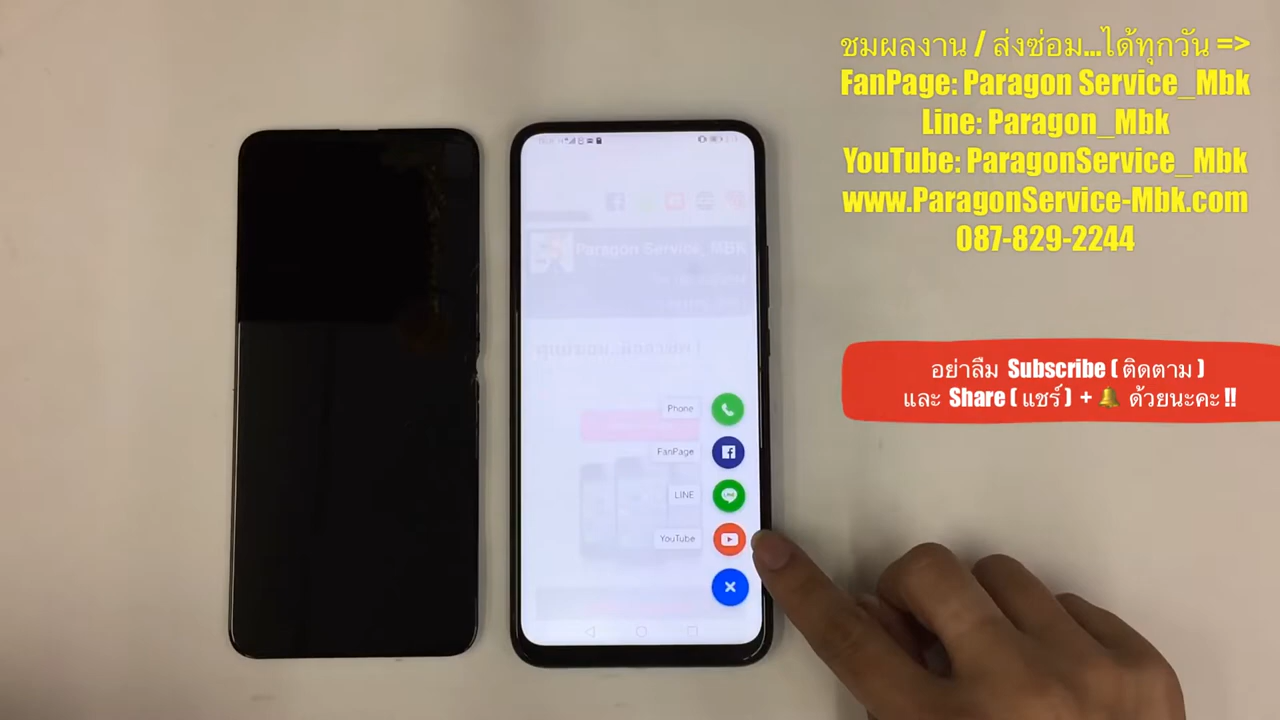 ชมผลงาน / ส่งซ่อม...ได้ทุกวัน =>
FanPage: Paragon Service_Mbk
Line: Paragon_Mbk
YouTube: ParagonService_Mbk
www.ParagonService-Mbk.com
087-829-2244
อย่าลืม Subscribe ( ติดตาม )
และ Share ( แชร์ ) + 🔔 ด้วยนะคะ !!
Paragon Service, MBK
Phone
FanPage
LINE
YouTube